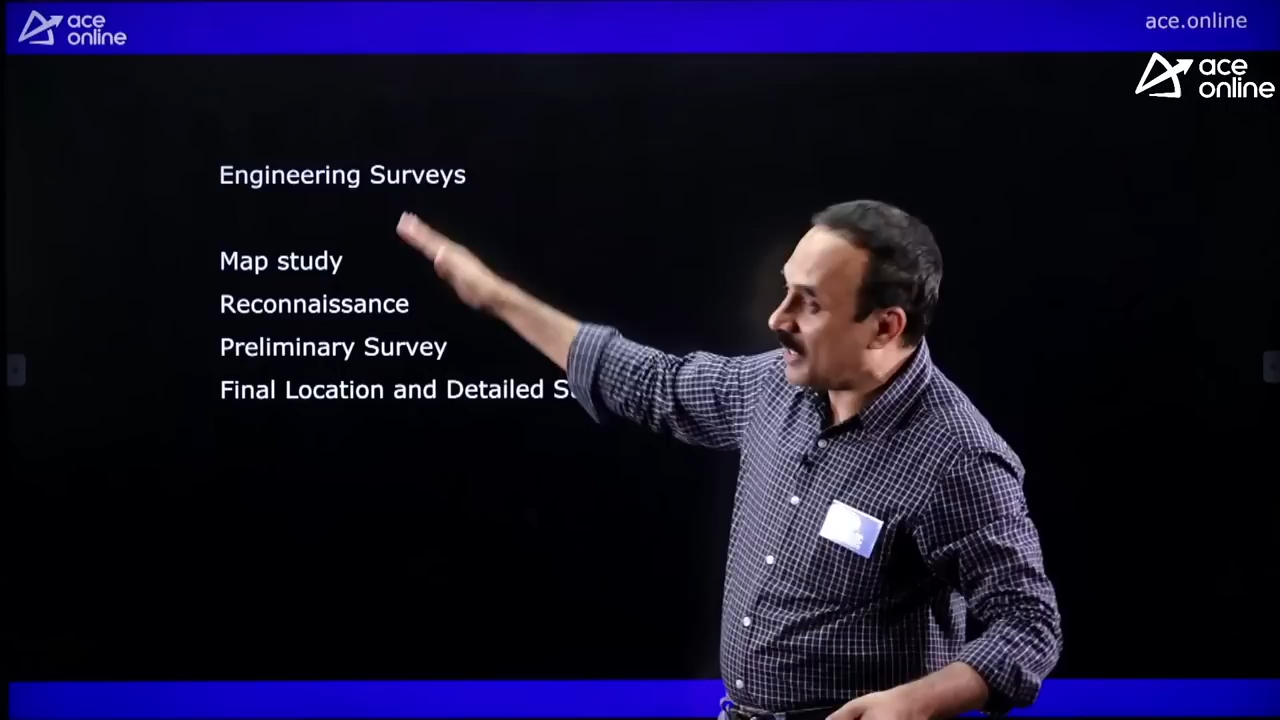 ace
online
ace.online
ace
online
Engineering Surveys
Map study
Reconnaissance
Preliminary Survey
Final Location and Detailed